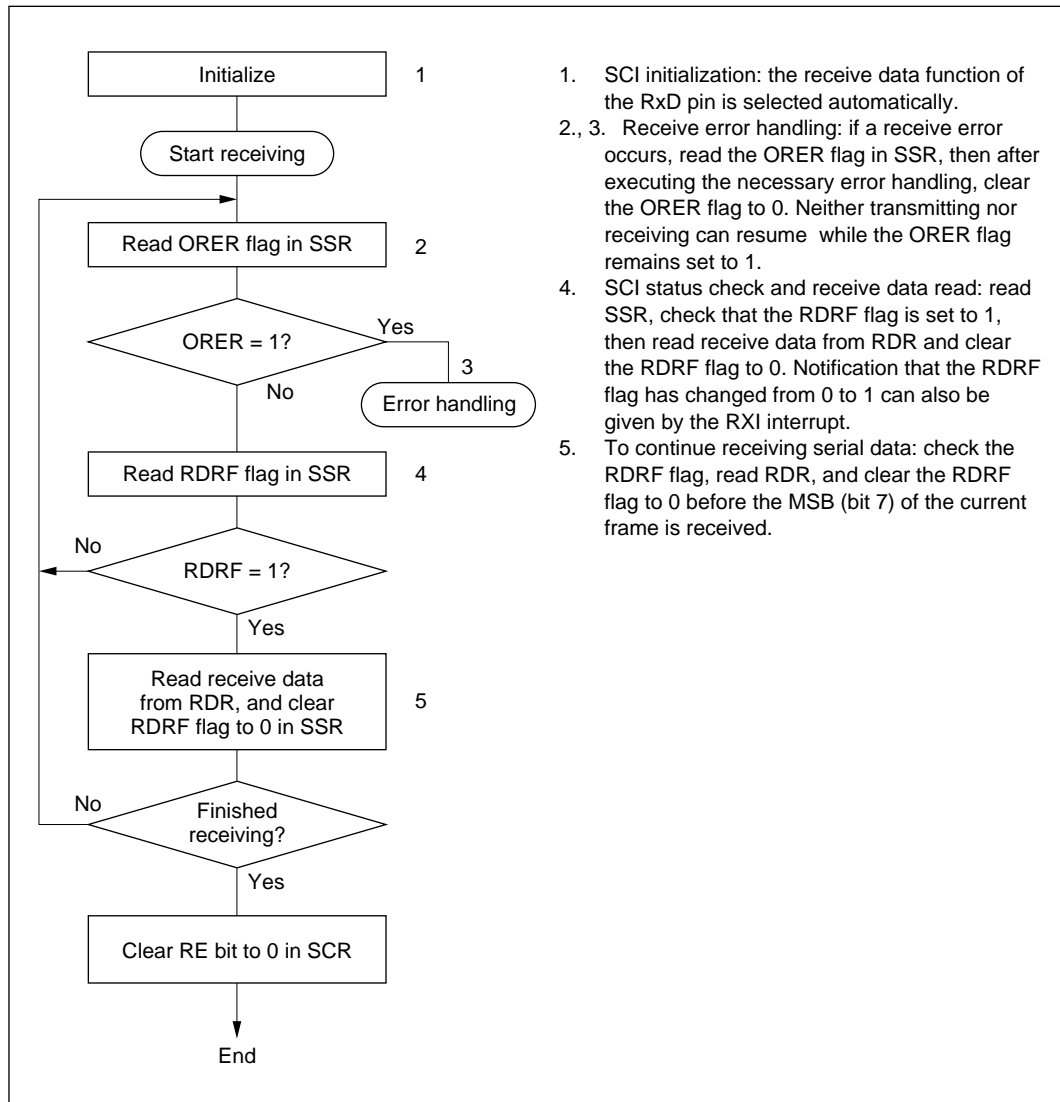 Initialize
1
Start receiving
Read ORER flag in SSR
2
ORER = 1?
Yes
No
3
Error handling
Read RDRF flag in SSR
4
No
RDRF = 1?
Yes
Read receive data
from RDR, and clear
RDRF flag to 0 in SSR
5
No
Finished
receiving?
Yes
Clear RE bit to 0 in SCR
End
1. SCI initialization: the receive data function of
the RxD pin is selected automatically.
2., 3. Receive error handling: if a receive error
occurs, read the ORER flag in SSR, then after
executing the necessary error handling, clear
the ORER flag to 0. Neither transmitting nor
receiving can resume while the ORER flag
remains set to 1.
4. SCI status check and receive data read: read
SSR, check that the RDRF flag is set to 1,
then read receive data from RDR and clear
the RDRF flag to 0. Notification that the RDRF
flag has changed from 0 to 1 can also be
given by the RXI interrupt.
5. To continue receiving serial data: check the
RDRF flag, read RDR, and clear the RDRF
flag to 0 before the MSB (bit 7) of the current
frame is received.